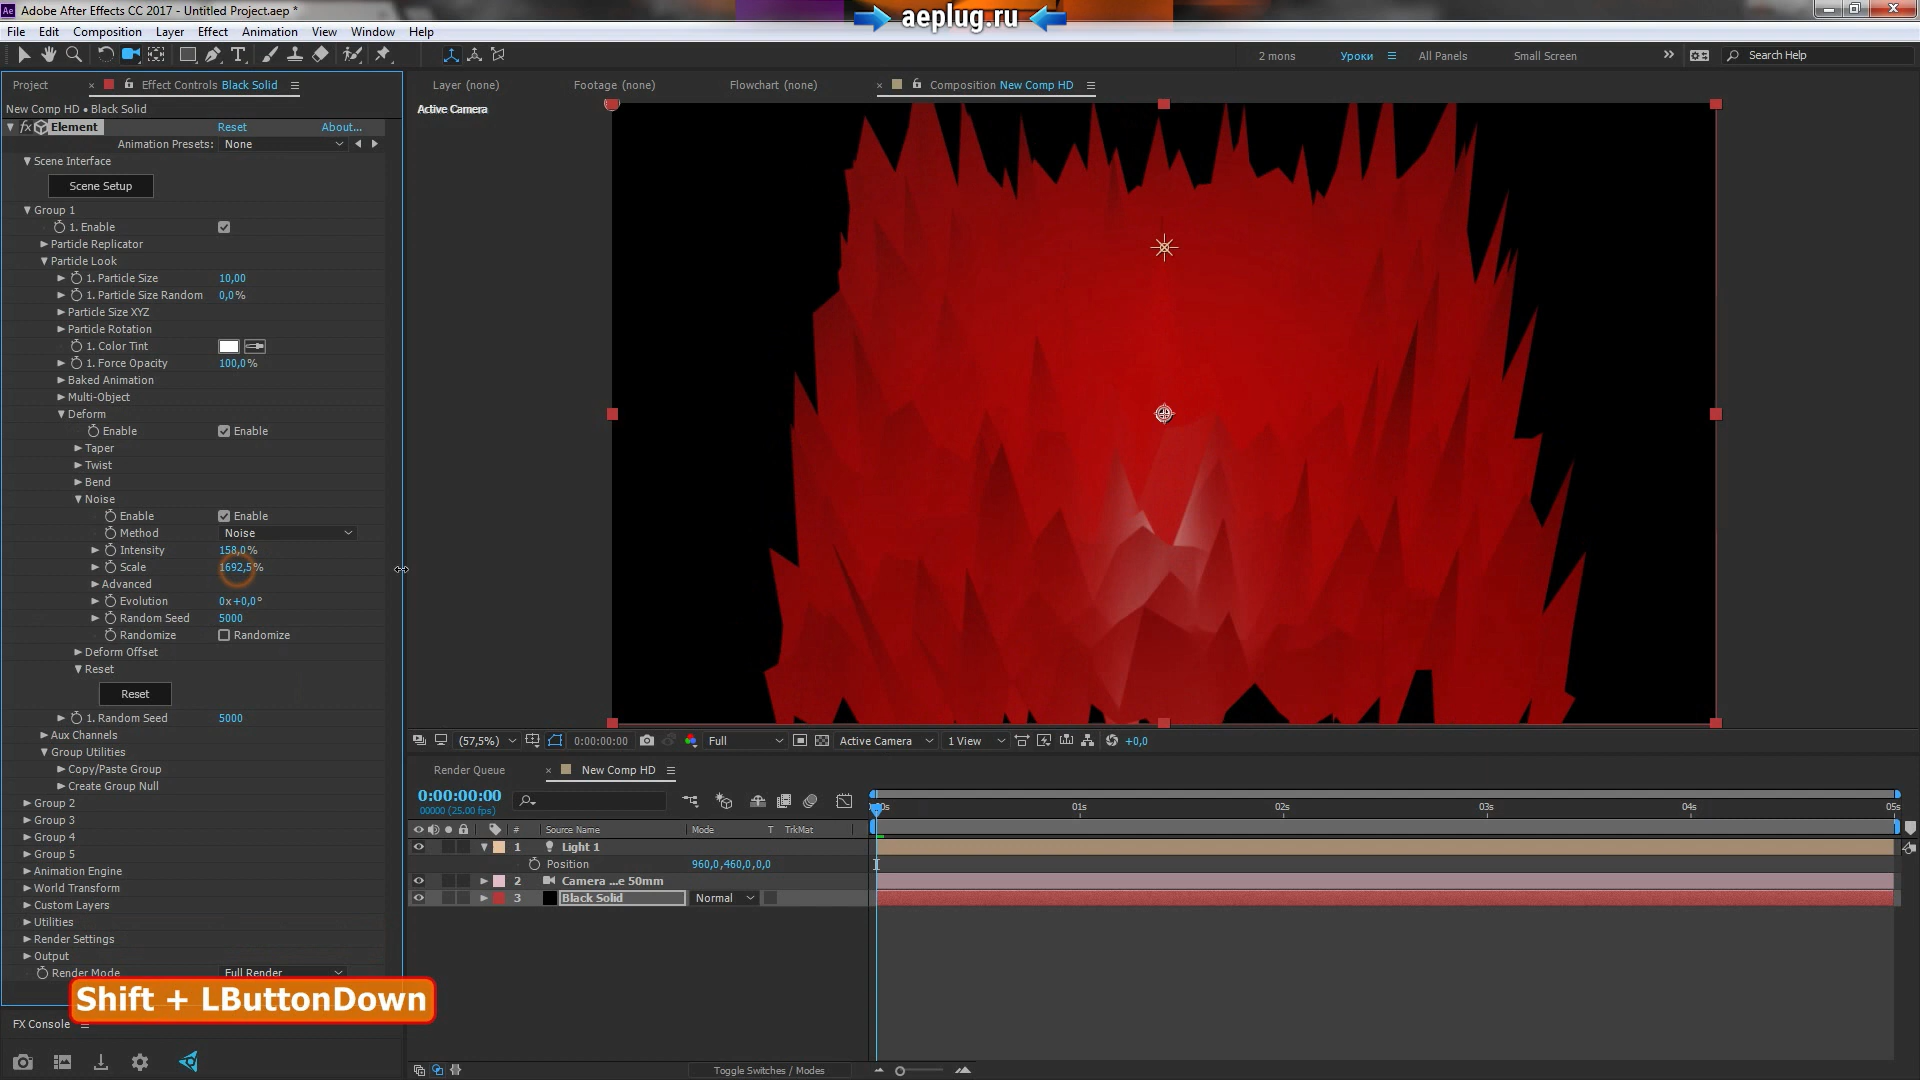 Adobe After Effects CC 2017 - Untitled Project.aep *
aeplug.ru
File Edit Composition Layer Effect Animation View Window Help
2 mons Уроки All Panels Small Screen Search Help
Project Effect Controls Black Solid
Layer (none) Footage (none) Flowchart (none) Composition New Comp HD
New Comp HD • Black Solid
Active Camera
fx Element Reset About...
Animation Presets: None
Scene Interface
Scene Setup
Group 1
1. Enable
Particle Replicator
Particle Look
1. Particle Size 10,00
1. Particle Size Random 0,0%
Particle Size XYZ
Particle Rotation
1. Color Tint
1. Force Opacity 100,0%
Baked Animation
Multi-Object
Deform
Enable Enable
Taper
Twist
Bend
Noise
Enable Enable
Method Noise
Intensity 158,0%
Scale 1692,5%
Advanced
Evolution 0x+0,0°
Random Seed 5000
Randomize Randomize
Deform Offset
Reset
Reset
1. Random Seed 5000
Aux Channels
Group Utilities
Copy/Paste Group
Create Group Null
Group 2
Group 3
Group 4
Group 5
Animation Engine
World Transform
Custom Layers
Utilities
Render Settings
Output
Render Mode Full Render
Shift + LButtonDown
FX Console
(57,5%) 0:00:00:00 Full Active Camera 1 View +0,0
Render Queue New Comp HD
0:00:00:00
00000 (25.00 fps)
01s 02s 03s 04s 05s
# Source Name Mode T TrkMat
1 Light 1
Position 960,0,460,0,0,0
2 Camera ...e 50mm
3 Black Solid Normal
Toggle Switches / Modes